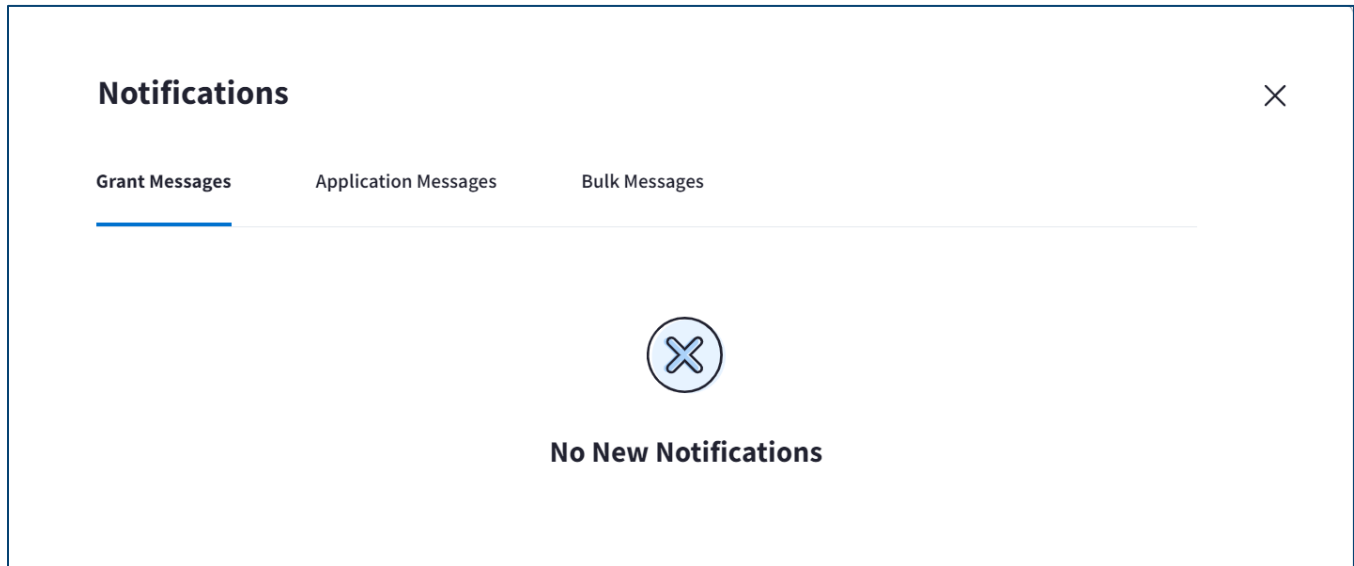 Notifications
Grant Messages Application Messages Bulk Messages
No New Notifications